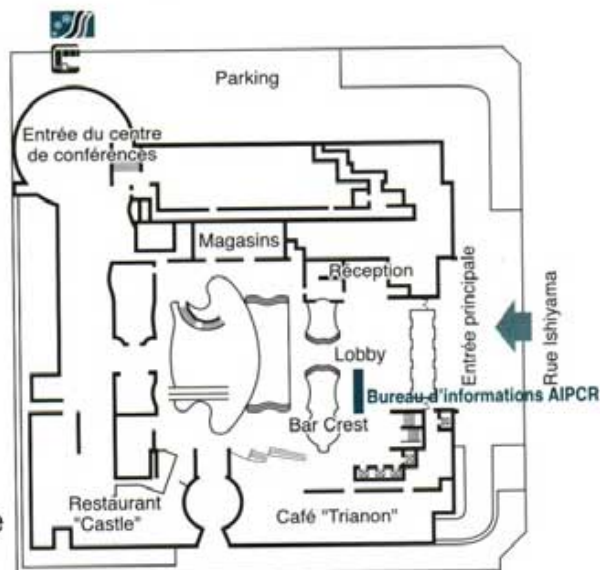 Parking
Entrée du centre
de conférences
Magasins
Réception
Entrée principale
Rue Ishiyama
Lobby
Bureau d'informations AIPCR
Bar Crest
Restaurant
"Castle"
Café "Trianon"
e